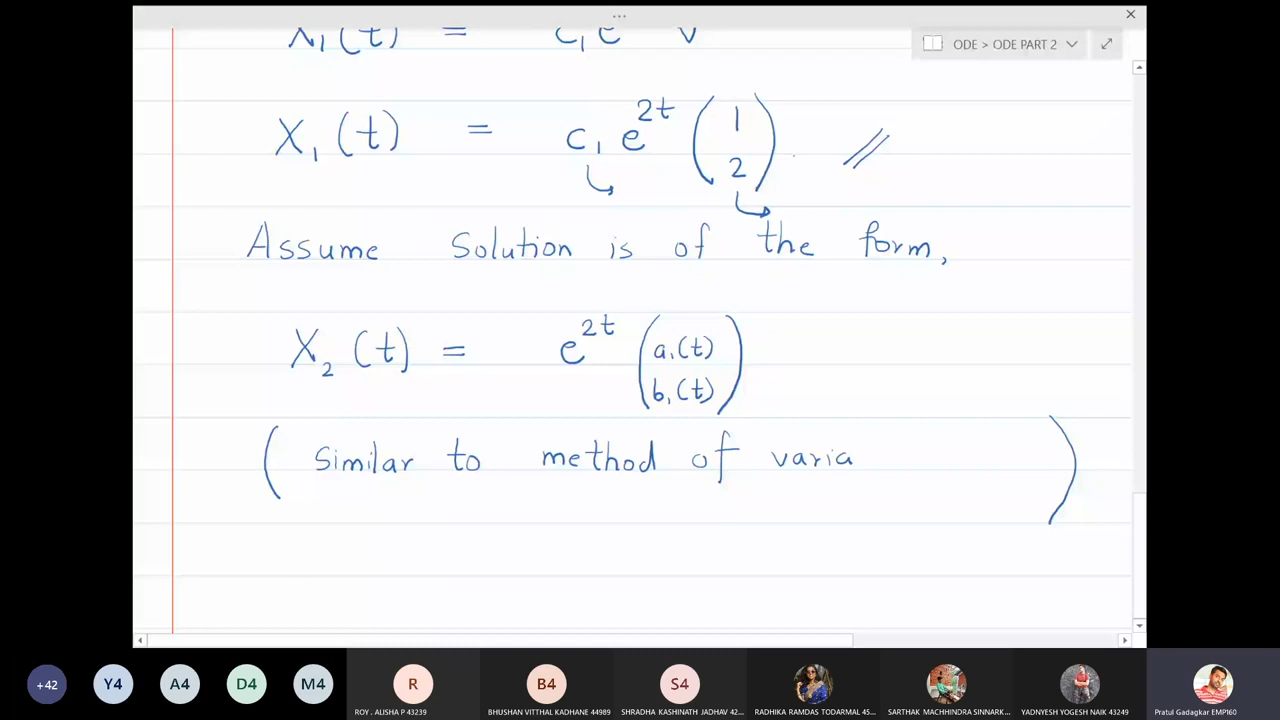 ODE > ODE PART 2
X₁(t) = c₁e v
X₁(t) = c₁ e^{2t} (1 2)
Assume solution is of the form,
X₂(t) = e^{2t} (a₁(t) b₁(t))
( similar to method of varia )
+42 Y4 A4 D4 M4 R B4 S4
ROY . ALISHA P 43239 BHUSHAN VITTHAL KADHANE 44989 SHRADHA KASHINATH JADHAV 42... RADHIKA RAMDAS TODARMAL 45... SARTHAK MACHHINDRA SINNARK... YADNYESH YOGESH NAIK 43249 Pratul Gadagkar EMP160